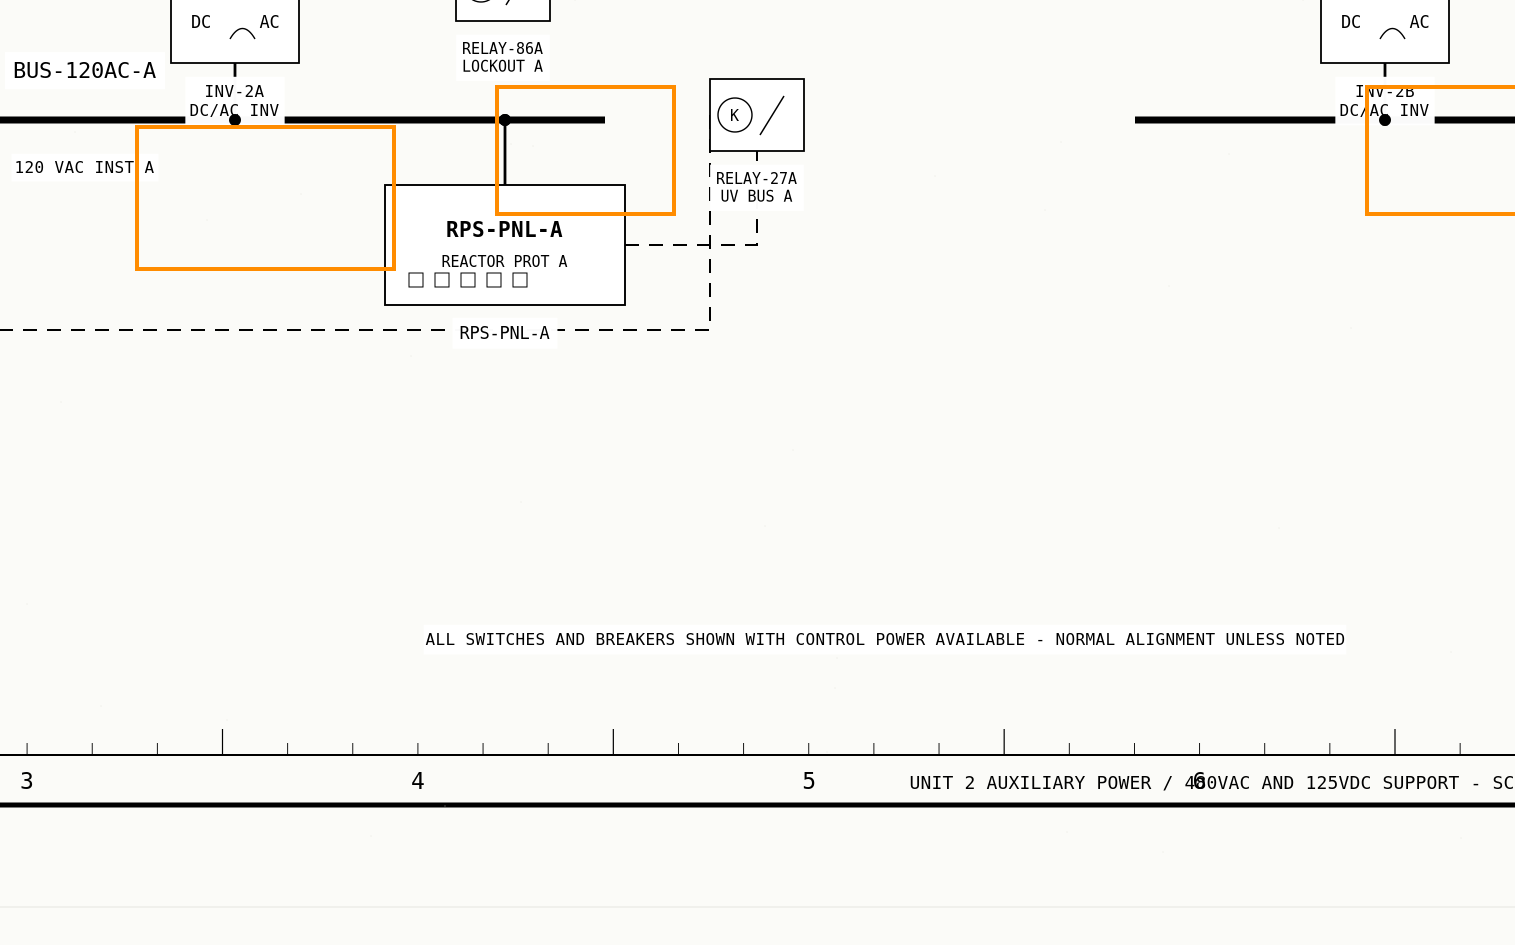 DC AC
DC AC
RELAY-86A
LOCKOUT A
BUS-120AC-A
INV-2A
DC/AC INV
INV-2B
DC/AC INV
K
120 VAC INST A
RELAY-27A
UV BUS A
RPS-PNL-A
REACTOR PROT A
RPS-PNL-A
ALL SWITCHES AND BREAKERS SHOWN WITH CONTROL POWER AVAILABLE - NORMAL ALIGNMENT UNLESS NOTED
3 4 5 6
UNIT 2 AUXILIARY POWER / 480VAC AND 125VDC SUPPORT - SC